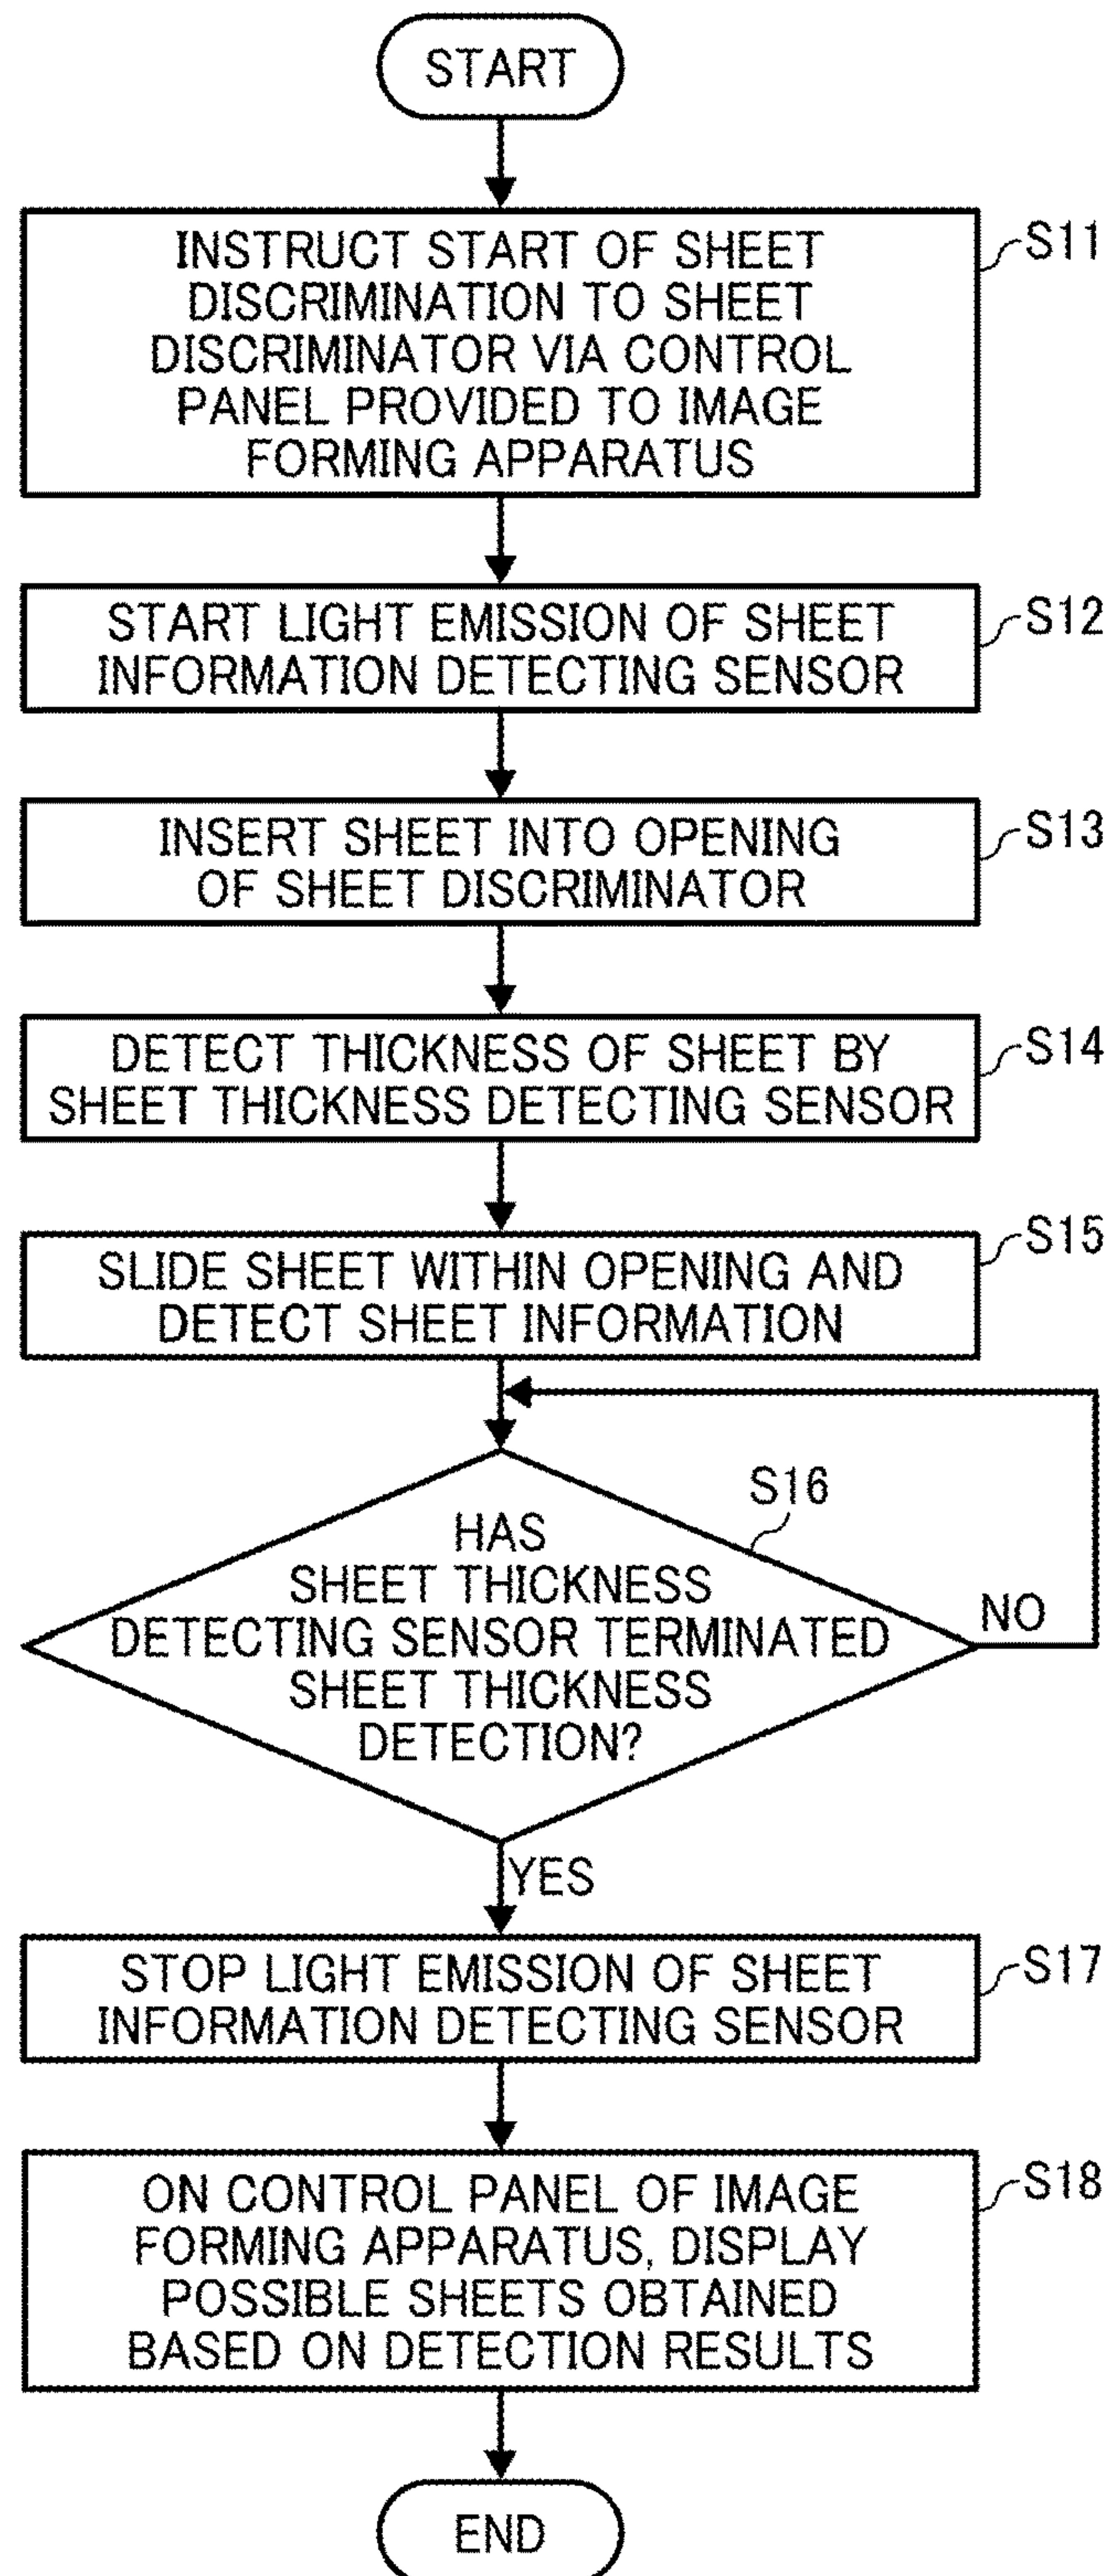 START
INSTRUCT START OF SHEET
DISCRIMINATION TO SHEET
DISCRIMINATOR VIA CONTROL
PANEL PROVIDED TO IMAGE
FORMING APPARATUS
S11
START LIGHT EMISSION OF SHEET
INFORMATION DETECTING SENSOR
S12
INSERT SHEET INTO OPENING
OF SHEET DISCRIMINATOR
S13
DETECT THICKNESS OF SHEET BY
SHEET THICKNESS DETECTING SENSOR
S14
SLIDE SHEET WITHIN OPENING AND
DETECT SHEET INFORMATION
S15
S16
HAS
SHEET THICKNESS
DETECTING SENSOR TERMINATED
SHEET THICKNESS
DETECTION?
NO
YES
STOP LIGHT EMISSION OF SHEET
INFORMATION DETECTING SENSOR
S17
ON CONTROL PANEL OF IMAGE
FORMING APPARATUS, DISPLAY
POSSIBLE SHEETS OBTAINED
BASED ON DETECTION RESULTS
S18
END